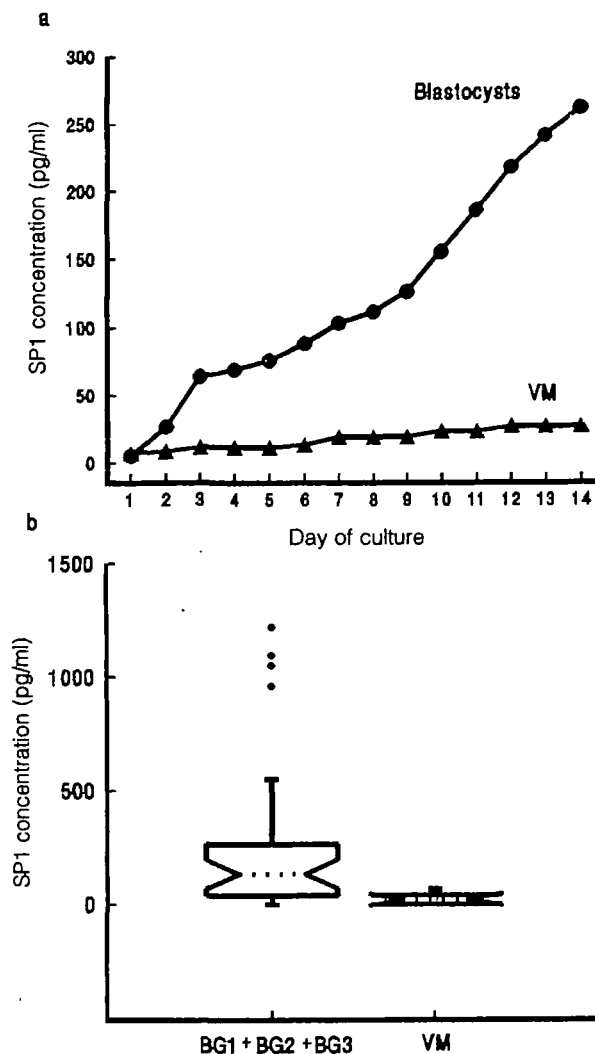 a
SP1 concentration (pg/ml)
300
250
200
150
100
50
0
Blastocysts
VM
1 2 3 4 5 6 7 8 9 10 11 12 13 14
Day of culture
b
SP1 concentration (pg/ml)
1500
1000
500
0
BG1 + BG2 + BG3 VM